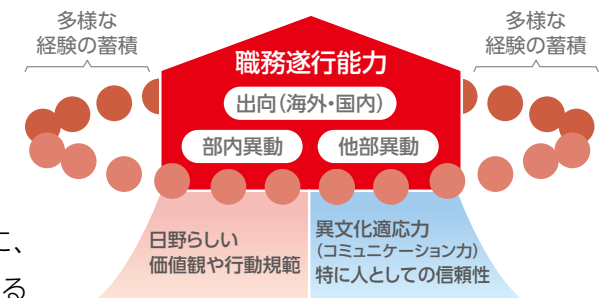 多様な
経験の蓄積
多様な
経験の蓄積
職務遂行能力
出向(海外・国内)
部内異動
他部異動
に、
る
日野らしい
価値観や行動規範
異文化適応力
(コミュニケーション力)
特に人としての信頼性